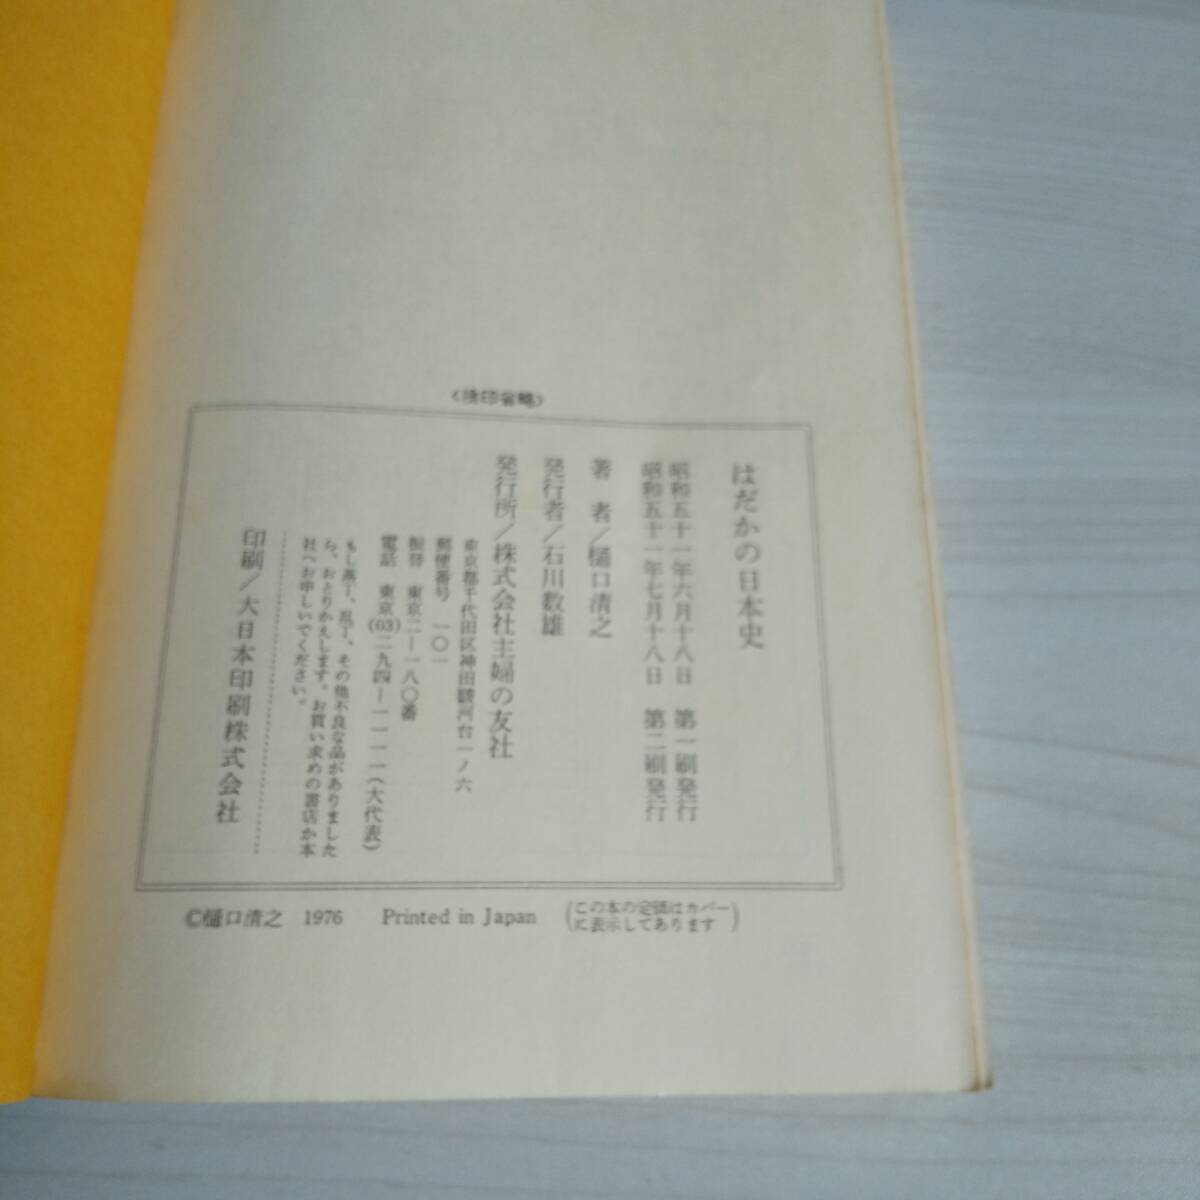 〈検印省略〉
はだかの日本史
昭和五十一年六月十八日　第一刷発行
昭和五十一年七月十八日　第二刷発行
著　者／樋口清之
発行者／石川数雄
発行所／株式会社主婦の友社
東京都千代田区神田駿河台一ノ六
郵便番号　一〇一
振替　東京二―一八〇番
電話　東京(03)二九四―一一一一(大代表)
もし落丁、乱丁、その他不良な品がありました
ら、おとりかえします。お買い求めの書店か本
社へお申しいでください。
印刷／大日本印刷株式会社
©樋口清之　1976　Printed in Japan
(この本の定価はカバー
に表示してあります)